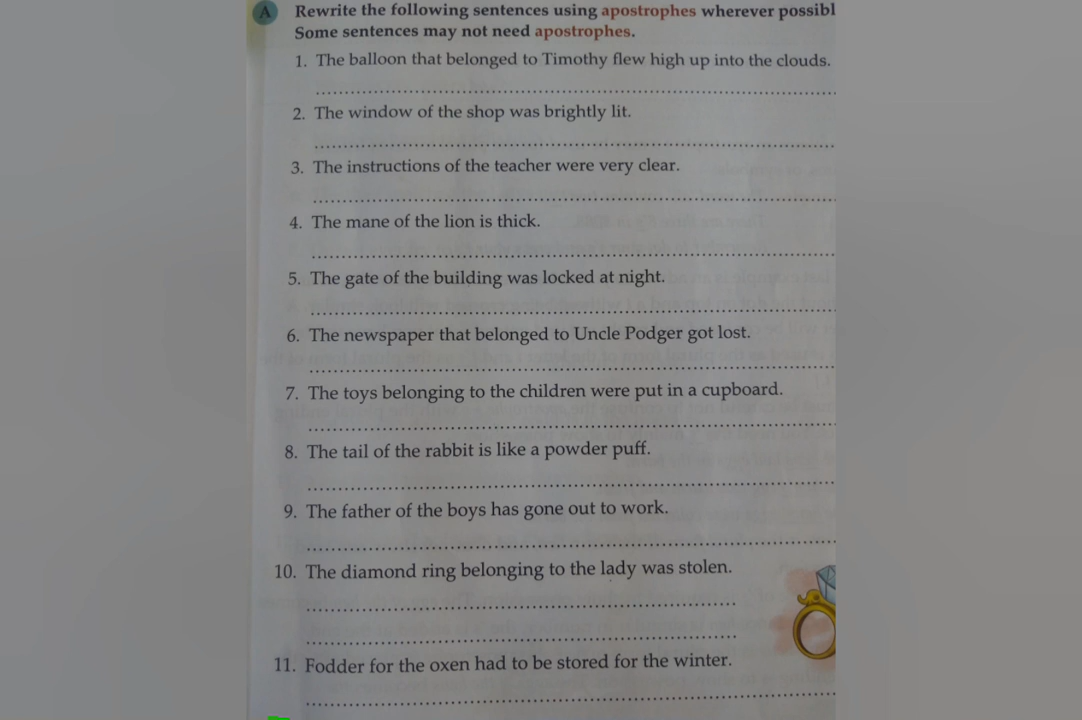 A Rewrite the following sentences using apostrophes wherever possibl
Some sentences may not need apostrophes.
1. The balloon that belonged to Timothy flew high up into the clouds.
2. The window of the shop was brightly lit.
3. The instructions of the teacher were very clear.
4. The mane of the lion is thick.
5. The gate of the building was locked at night.
6. The newspaper that belonged to Uncle Podger got lost.
7. The toys belonging to the children were put in a cupboard.
8. The tail of the rabbit is like a powder puff.
9. The father of the boys has gone out to work.
10. The diamond ring belonging to the lady was stolen.
11. Fodder for the oxen had to be stored for the winter.